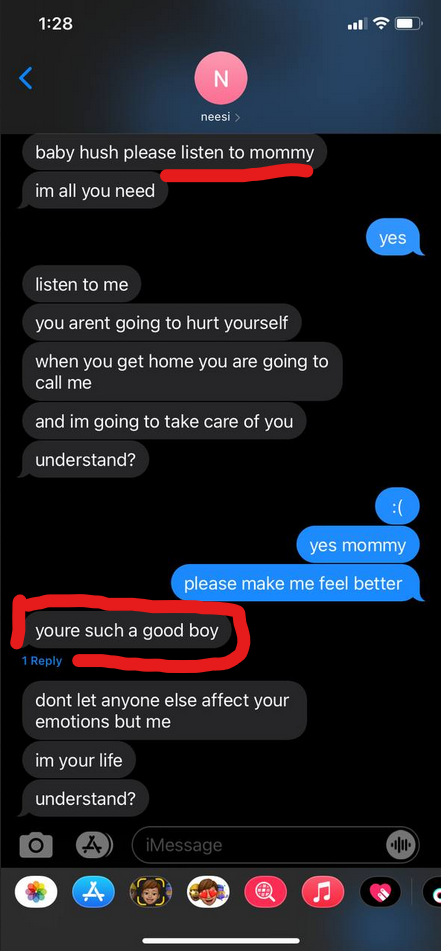 1:28
N
neesi
baby hush please listen to mommy
im all you need
yes
listen to me
you arent going to hurt yourself
when you get home you are going to
call me
and im going to take care of you
understand?
:(
yes mommy
please make me feel better
youre such a good boy
1 Reply
dont let anyone else affect your
emotions but me
im your life
understand?
iMessage